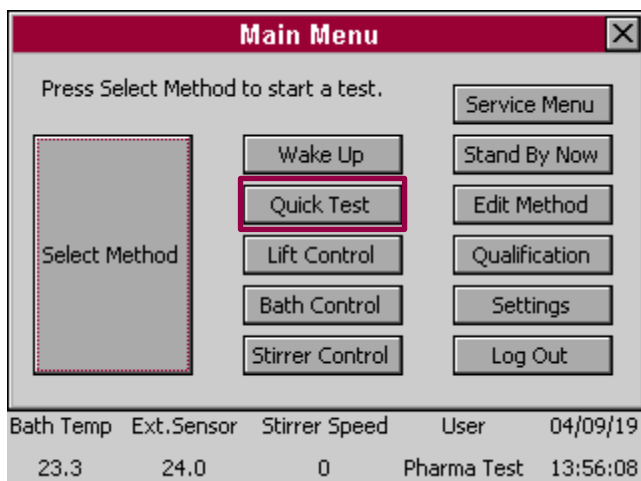 Main Menu
Press Select Method to start a test.
Service Menu
Wake Up
Stand By Now
Quick Test
Edit Method
Select Method
Lift Control
Qualification
Bath Control
Settings
Stirrer Control
Log Out
Bath Temp Ext.Sensor Stirrer Speed User 04/09/19
23.3 24.0 0 Pharma Test 13:56:08